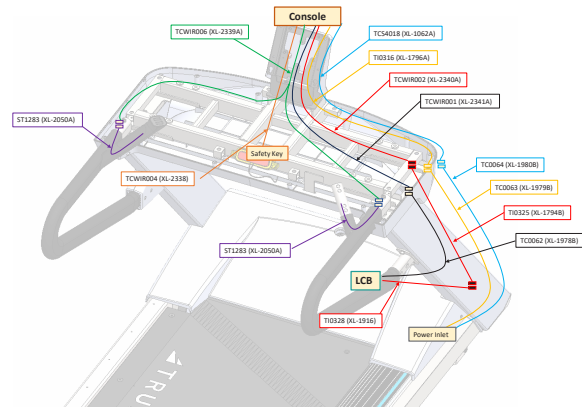 Console
TCWIR006 (XL-2339A)
TCS4018 (XL-1062A)
TI0316 (XL-1796A)
TCWIR002 (XL-2340A)
TCWIR001 (XL-2341A)
ST1283 (XL-2050A)
Safety Key
TC0064 (XL-1980B)
TCWIR004 (XL-2338)
TC0063 (XL-1979B)
TI0325 (XL-1794B)
TC0062 (XL-1978B)
ST1283 (XL-2050A)
LCB
TI0328 (XL-1916)
Power Inlet
TRU